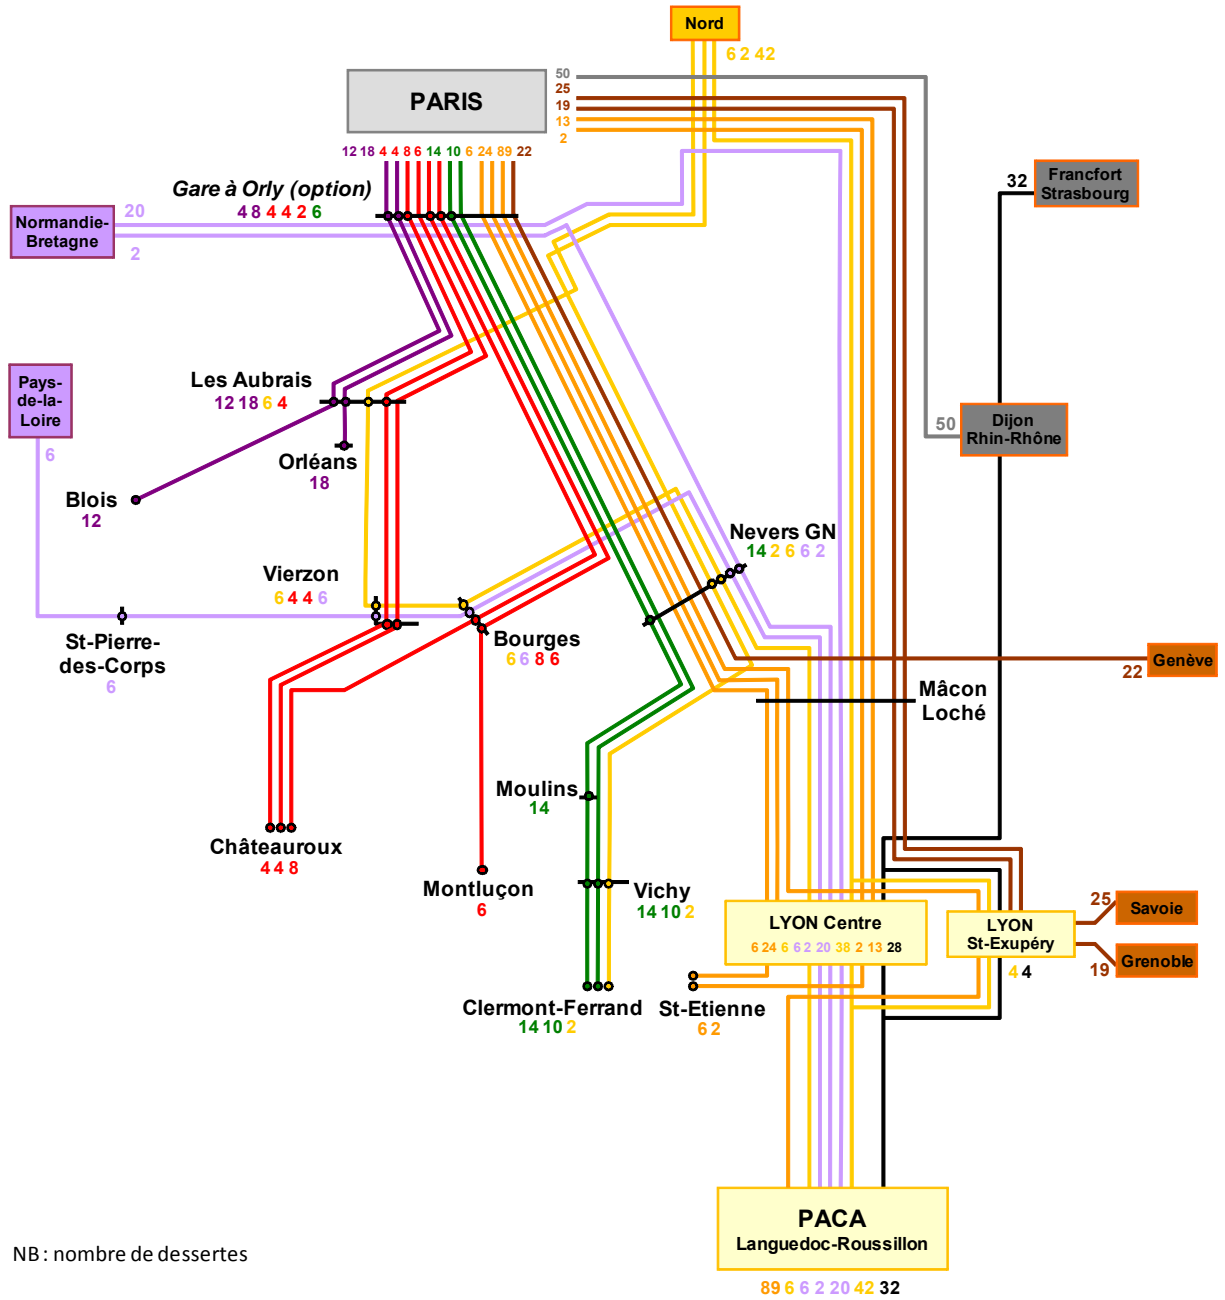 Nord
6 2 42
PARIS
50
25
19
13
2
12 18 4 4 8 6 14 10 6 24 89 22
Gare à Orly (option)
4 8 4 4 2 6
Francfort
Strasbourg
32
Normandie-
Bretagne
20
2
Pays-
de-la-
Loire
6
Les Aubrais
12 18 6 4
Dijon
Rhin-Rhône
50
Orléans
18
Blois
12
Nevers GN
14 2 6 6 2
Vierzon
6 4 4 6
St-Pierre-
des-Corps
6
Bourges
6 6 8 6
Genève
22
Mâcon
Loché
Moulins
14
Châteauroux
4 4 8
Montluçon
6
Vichy
14 10 2
LYON Centre
6 24 6 6 2 20 38 2 13 28
LYON
St-Exupéry
4 4
25
Savoie
19
Grenoble
Clermont-Ferrand
14 10 2
St-Etienne
6 2
PACA
Languedoc-Roussillon
89 6 6 2 20 42 32
NB : nombre de dessertes